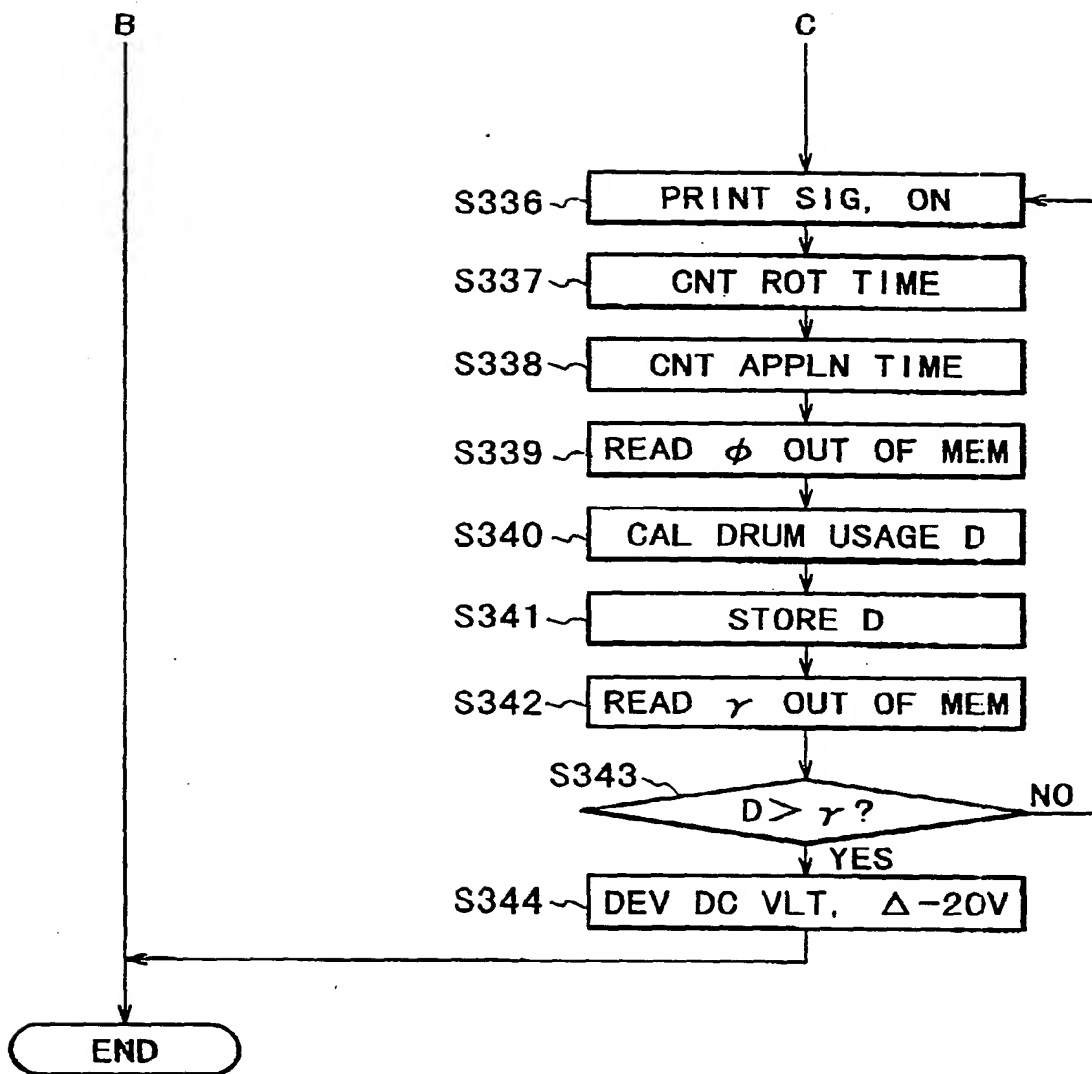 B
C
S336
PRINT SIG, ON
S337
CNT ROT TIME
S338
CNT APPLN TIME
S339
READ ϕ OUT OF MEM
S340
CAL DRUM USAGE D
S341
STORE D
S342
READ γ OUT OF MEM
S343
D > γ ?
NO
YES
S344
DEV DC VLT, Δ-20V
END